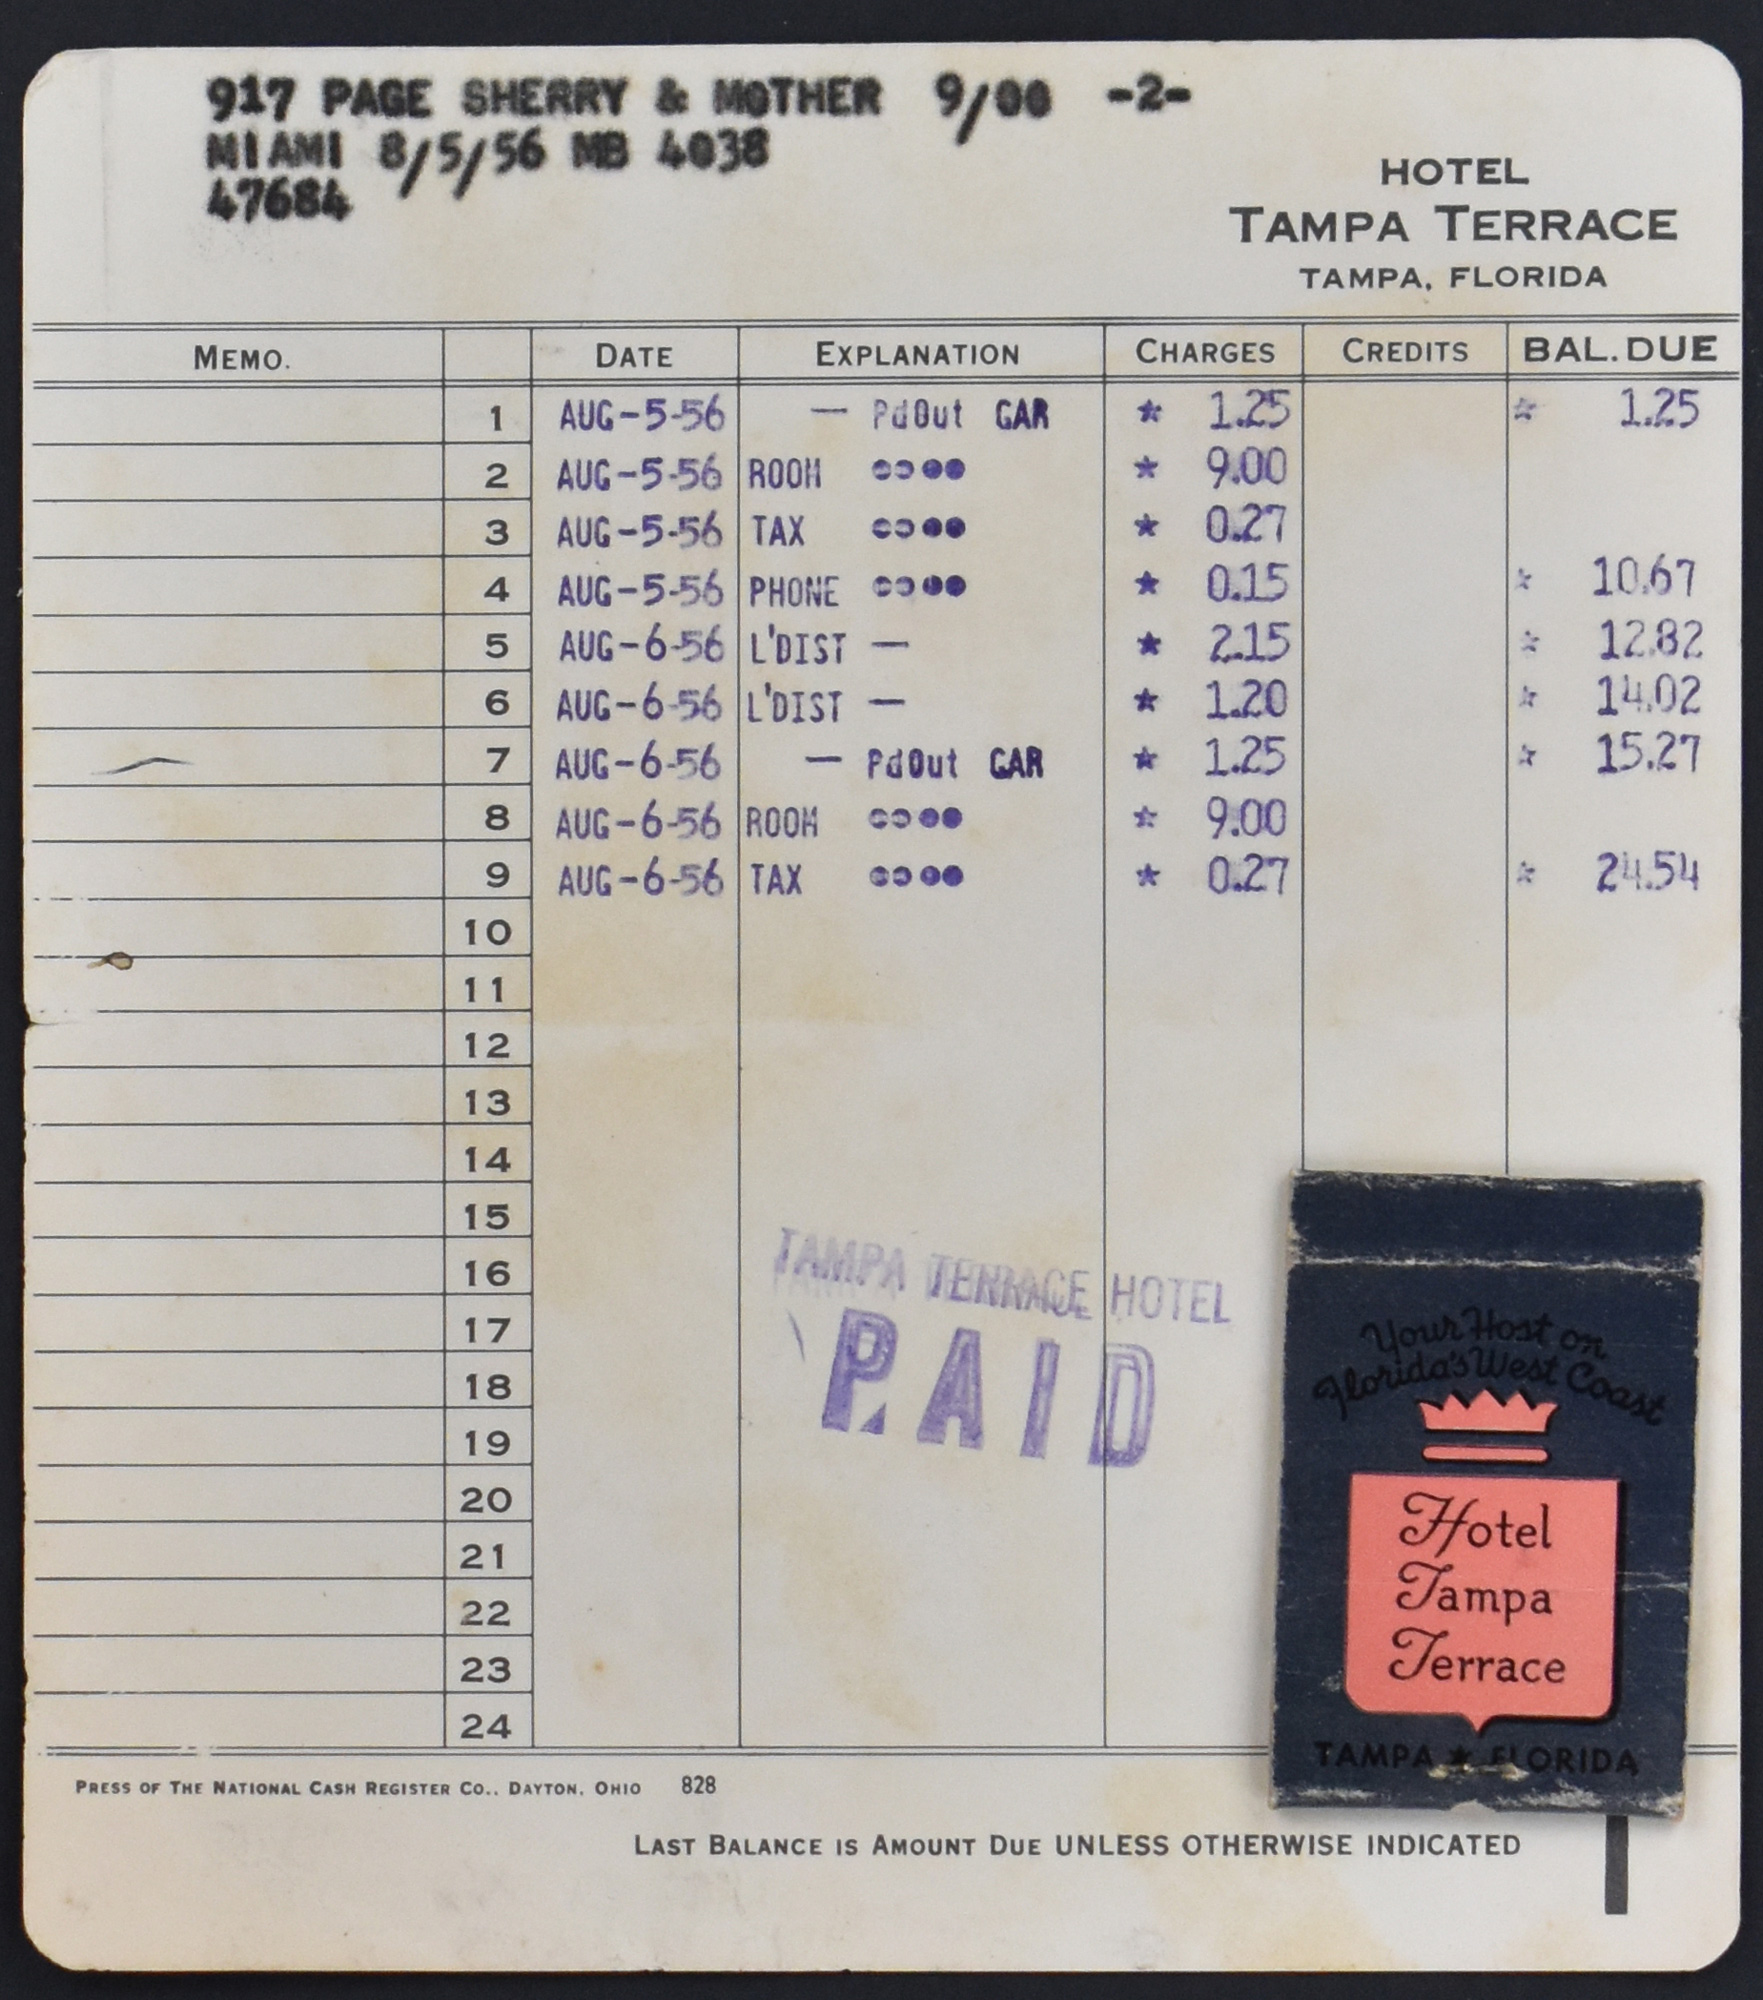 917 PAGE SHERRY & MOTHER 9/00 -2-
MIAMI 8/5/56 MB 4038
47684
HOTEL
TAMPA TERRACE
TAMPA, FLORIDA
MEMO. DATE EXPLANATION CHARGES CREDITS BAL. DUE
1 AUG-5-56 — PdOut GAR * 1.25 * 1.25
2 AUG-5-56 ROOM * 9.00
3 AUG-5-56 TAX * 0.27
4 AUG-5-56 PHONE * 0.15 * 10.67
5 AUG-6-56 L'DIST — * 2.15 * 12.82
6 AUG-6-56 L'DIST — * 1.20 * 14.02
7 AUG-6-56 — PdOut GAR * 1.25 * 15.27
8 AUG-6-56 ROOM * 9.00
9 AUG-6-56 TAX * 0.27 * 24.54
10
11
12
13
14
15
16
17
18
19
20
21
22
23
24
TAMPA TERRACE HOTEL
PAID
Your Host on
Florida's West Coast
Hotel
Tampa
Terrace
TAMPA ★ FLORIDA
PRESS OF THE NATIONAL CASH REGISTER CO., DAYTON, OHIO 828
LAST BALANCE IS AMOUNT DUE UNLESS OTHERWISE INDICATED